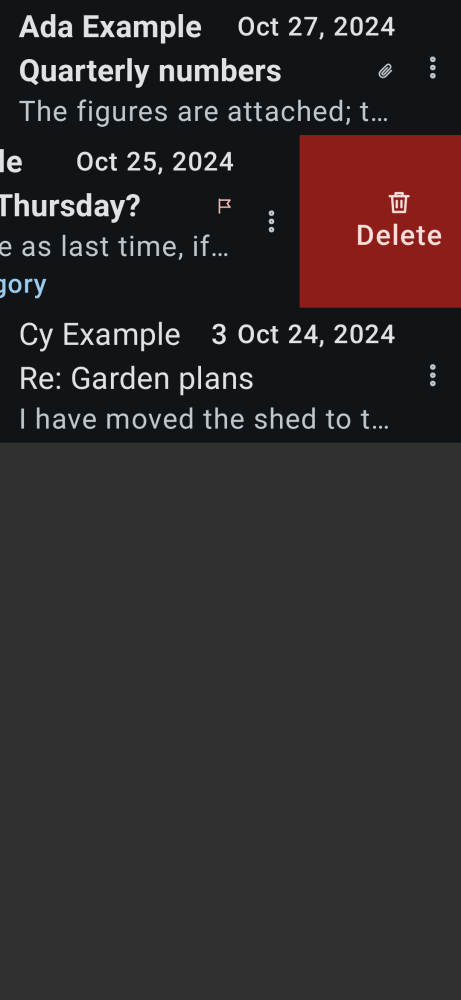 Ada Example Oct 27, 2024
Quarterly numbers
The figures are attached; t…
le Oct 25, 2024
Thursday?
e as last time, if…
gory
Delete
Cy Example 3 Oct 24, 2024
Re: Garden plans
I have moved the shed to t…